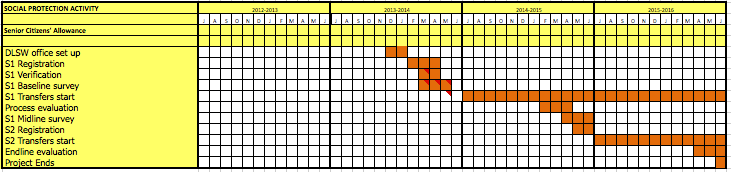 SOCIAL PROTECTION ACTIVITY 2012-2013 2013-2014 2014-2015 2015-2016
J A S O N D J F M A M J J A S O N D J F M A M J J A S O N D J F M A M J J A S O N D J F M A M J
Senior Citizens' Allowance
DLSW office set up
S1 Registration
S1 Verification
S1 Baseline survey
S1 Transfers start
Process evaluation
S1 Midline survey
S2 Registration
S2 Transfers start
Endline evaluation
Project Ends